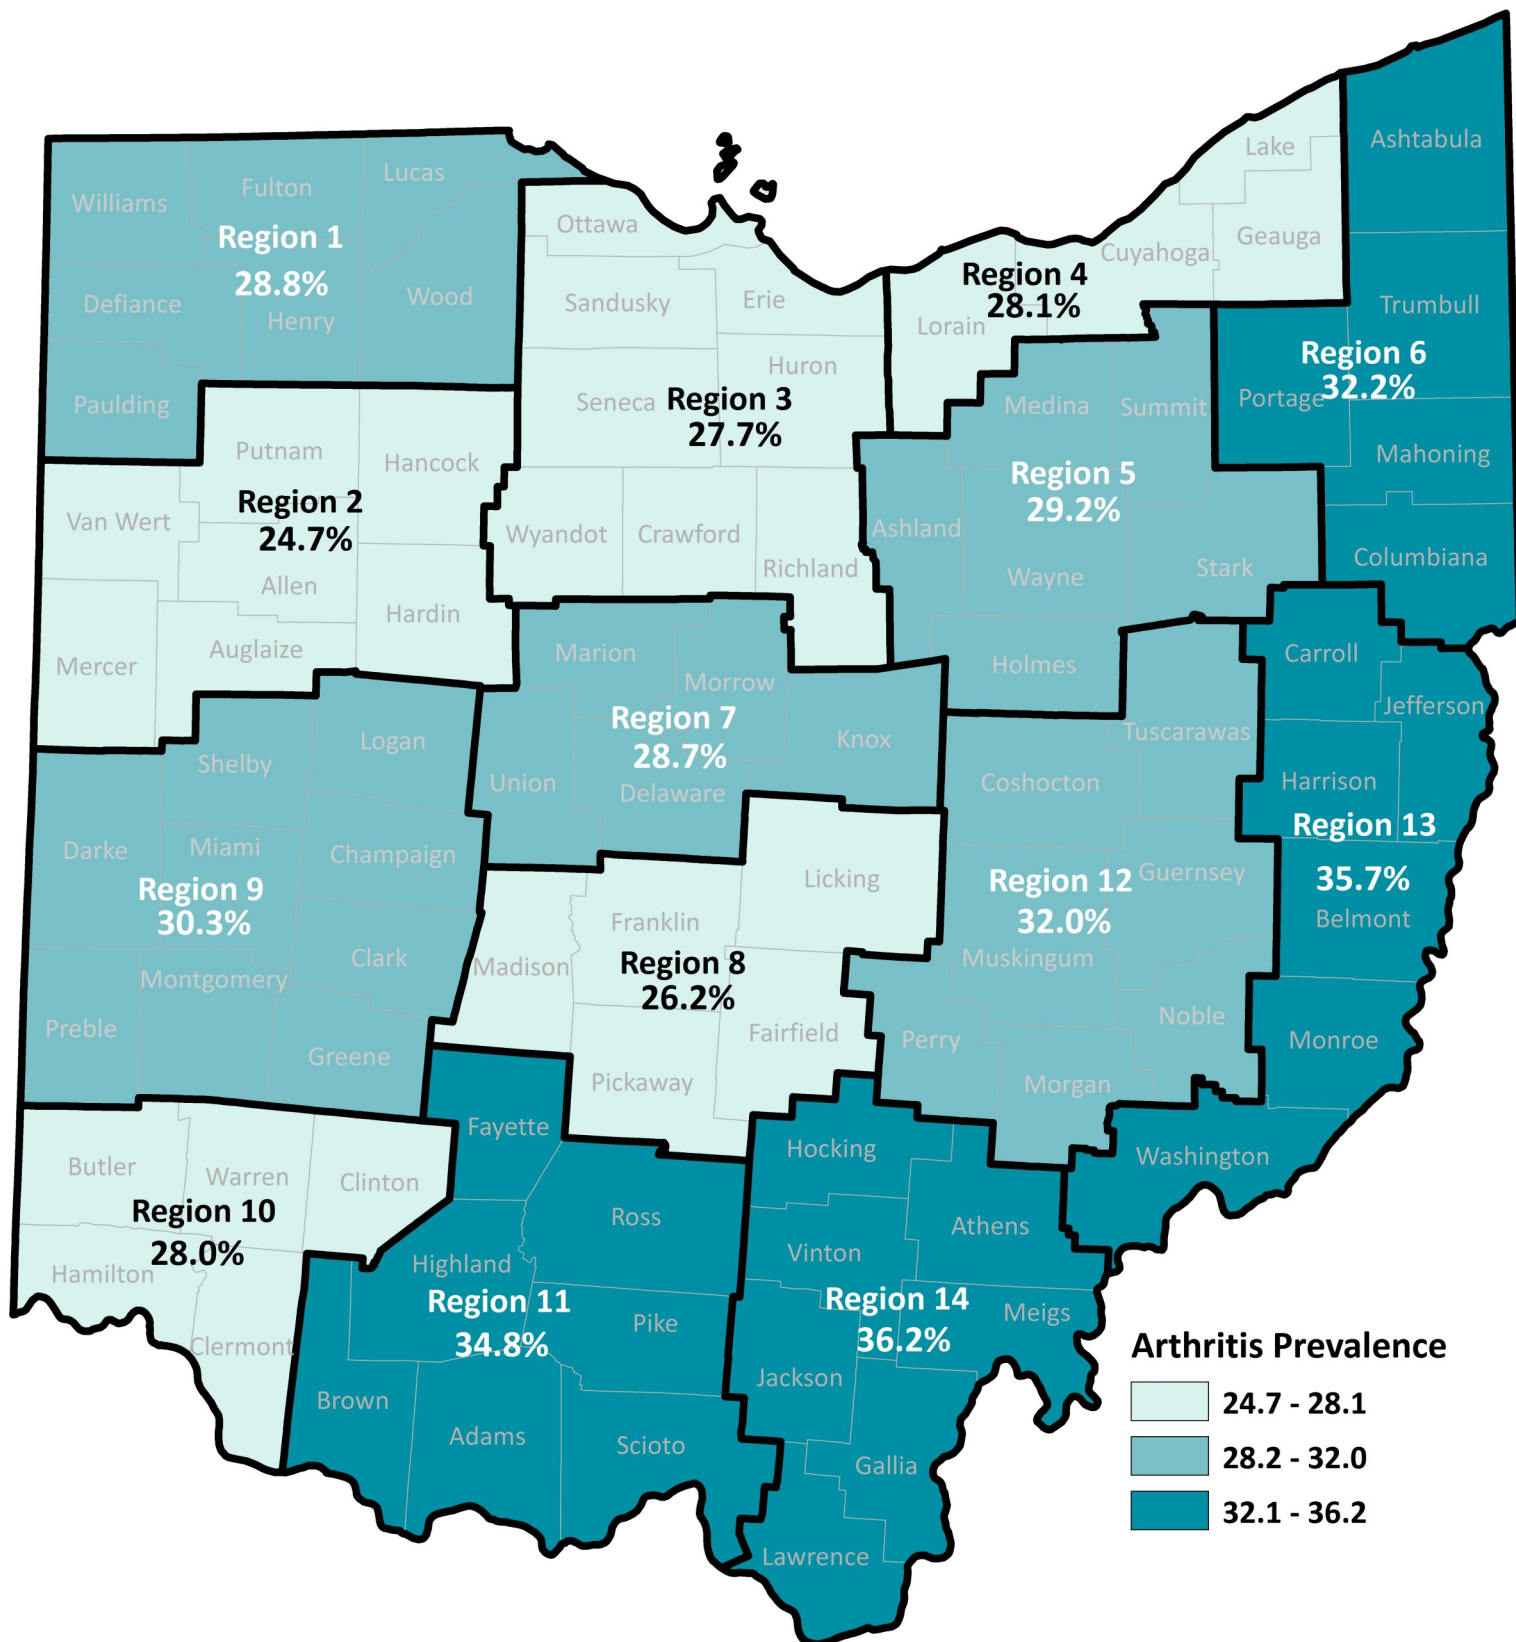 Ashtabula
Lake
Lucas
Fulton
Williams
Ottawa
Geauga
Region 1
Cuyahoga
28.8%
Region 4
28.1%
Wood
Defiance
Henry
Sandusky
Erie
Lorain
Trumbull
Region 6
32.2%
Huron
Portage
Paulding
Seneca
Region 3
27.7%
Medina
Summit
Putnam
Hancock
Mahoning
Region 5
29.2%
Region 2
24.7%
Van Wert
Wyandot
Crawford
Ashland
Richland
Wayne
Stark
Columbiana
Allen
Hardin
Auglaize
Mercer
Marion
Holmes
Carroll
Morrow
Jefferson
Region 7
28.7%
Logan
Knox
Tuscarawas
Shelby
Union
Delaware
Coshocton
Harrison
Region 13
35.7%
Darke
Miami
Champaign
Licking
Region 12
32.0%
Guernsey
Region 9
30.3%
Franklin
Belmont
Clark
Madison
Region 8
26.2%
Muskingum
Montgomery
Preble
Greene
Fairfield
Perry
Noble
Monroe
Pickaway
Morgan
Fayette
Hocking
Washington
Butler
Warren
Clinton
Region 10
28.0%
Ross
Athens
Hamilton
Highland
Vinton
Region 11
34.8%
Pike
Region 14
36.2%
Meigs
Clermont
Jackson
Brown
Adams
Scioto
Gallia
Lawrence
Arthritis Prevalence
24.7 - 28.1
28.2 - 32.0
32.1 - 36.2